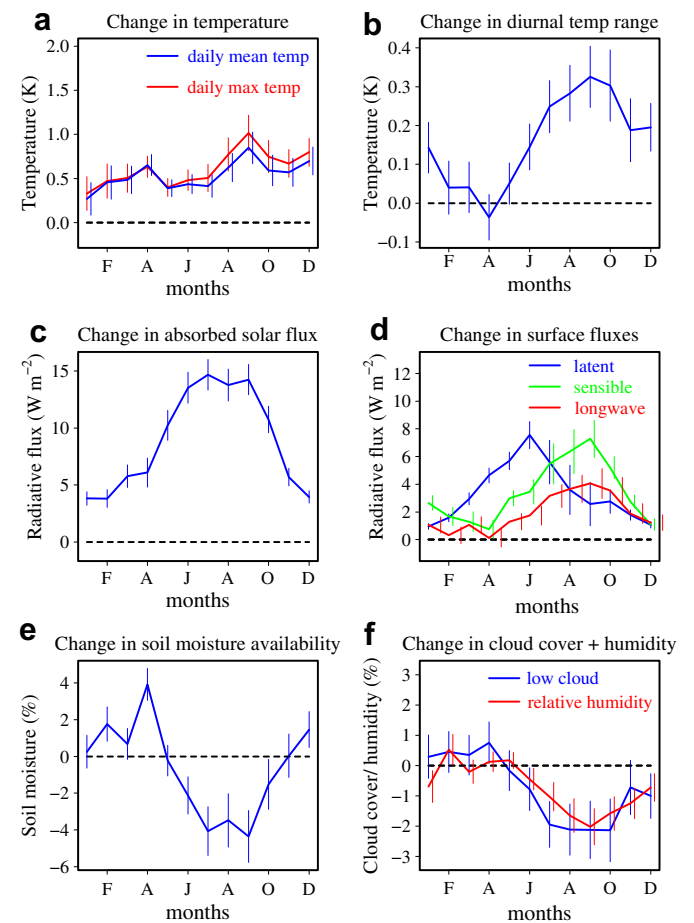 a
Change in temperature
2.0
1.5
1.0
0.5
0.0
Temperature (K)
daily mean temp
daily max temp
F A J A O D
months
b
Change in diurnal temp range
0.4
0.3
0.2
0.1
0.0
−0.1
Temperature (K)
F A J A O D
months
c
Change in absorbed solar flux
15
10
5
0
Radiative flux (W m⁻²)
F A J A O D
months
d
Change in surface fluxes
12
10
8
6
4
2
0
Radiative flux (W m⁻²)
latent
sensible
longwave
F A J A O D
months
e
Change in soil moisture availability
4
2
0
−2
−4
−6
Soil moisture (%)
F A J A O D
months
f
Change in cloud cover + humidity
3
2
1
0
−1
−2
−3
Cloud cover/ humidity (%)
low cloud
relative humidity
F A J A O D
months